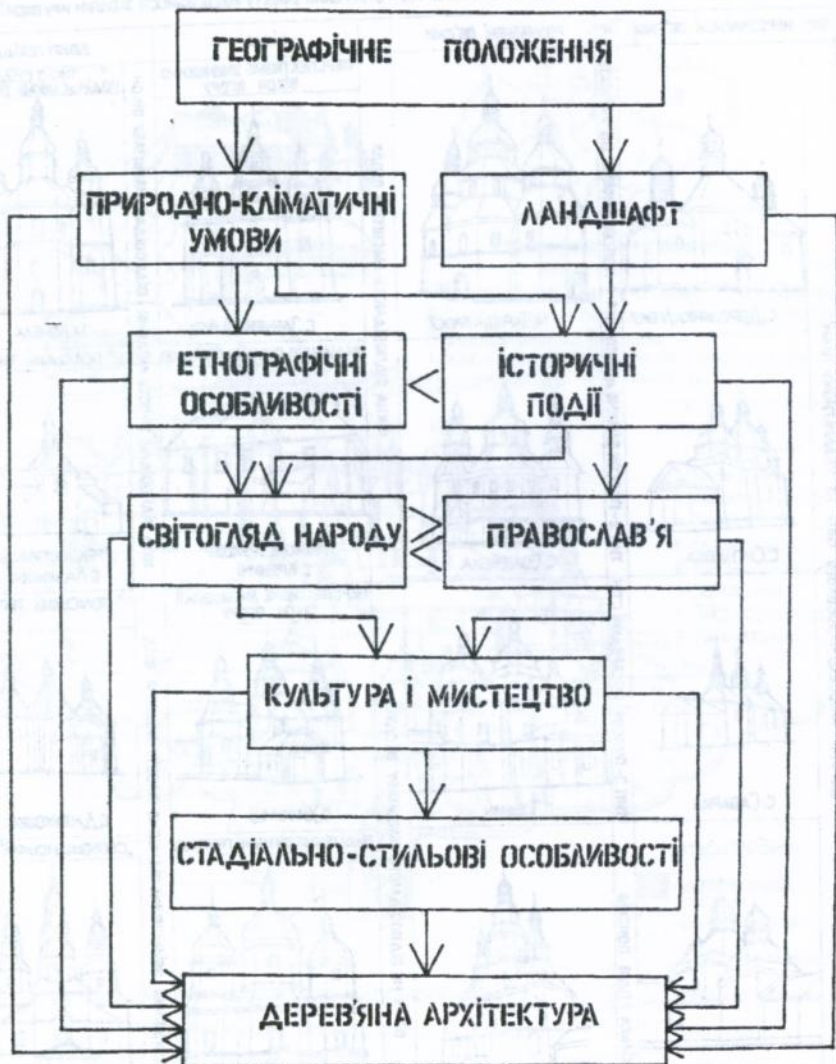 ГЕОГРАФІЧНЕ ПОЛОЖЕННЯ
ПРИРОДНО-КЛІМАТИЧНІ
УМОВИ
ЛАНДШАФТ
ЕТНОГРАФІЧНІ
ОСОБЛИВОСТІ
ІСТОРИЧНІ
ПОДІЇ
СВІТОГЛЯД НАРОДУ
ПРАВОСЛАВ'Я
КУЛЬТУРА І МИСТЕЦТВО
СТАДІАЛЬНО-СТИЛЬОВІ ОСОБЛИВОСТІ
ДЕРЕВ'ЯНА АРХІТЕКТУРА